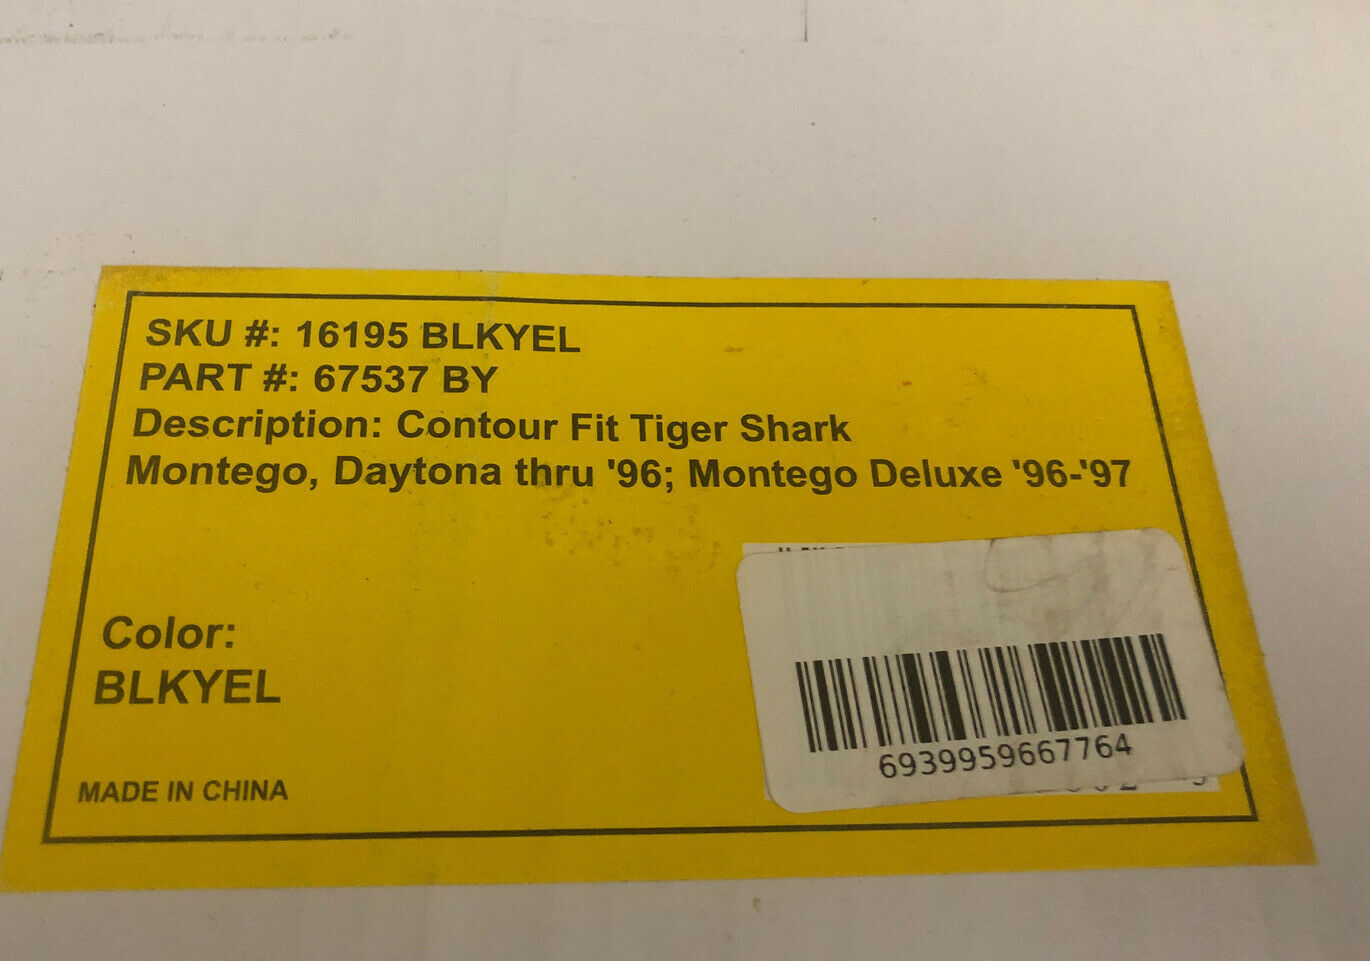 SKU #: 16195 BLKYEL
PART #: 67537 BY
Description: Contour Fit Tiger Shark
Montego, Daytona thru '96; Montego Deluxe '96-'97
Color:
BLKYEL
MADE IN CHINA
6939959667764